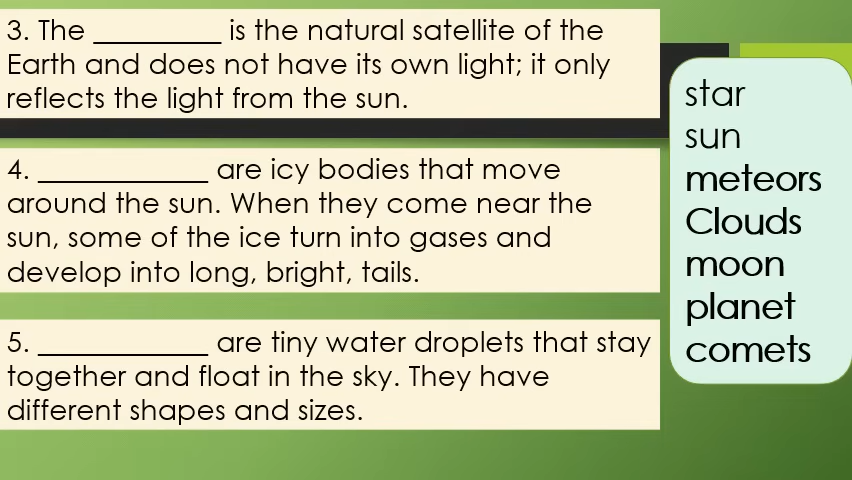 3. The _________ is the natural satellite of the
Earth and does not have its own light; it only
reflects the light from the sun.
4. ____________ are icy bodies that move
around the sun. When they come near the
sun, some of the ice turn into gases and
develop into long, bright, tails.
5. ____________ are tiny water droplets that stay
together and float in the sky. They have
different shapes and sizes.
star
sun
meteors
Clouds
moon
planet
comets